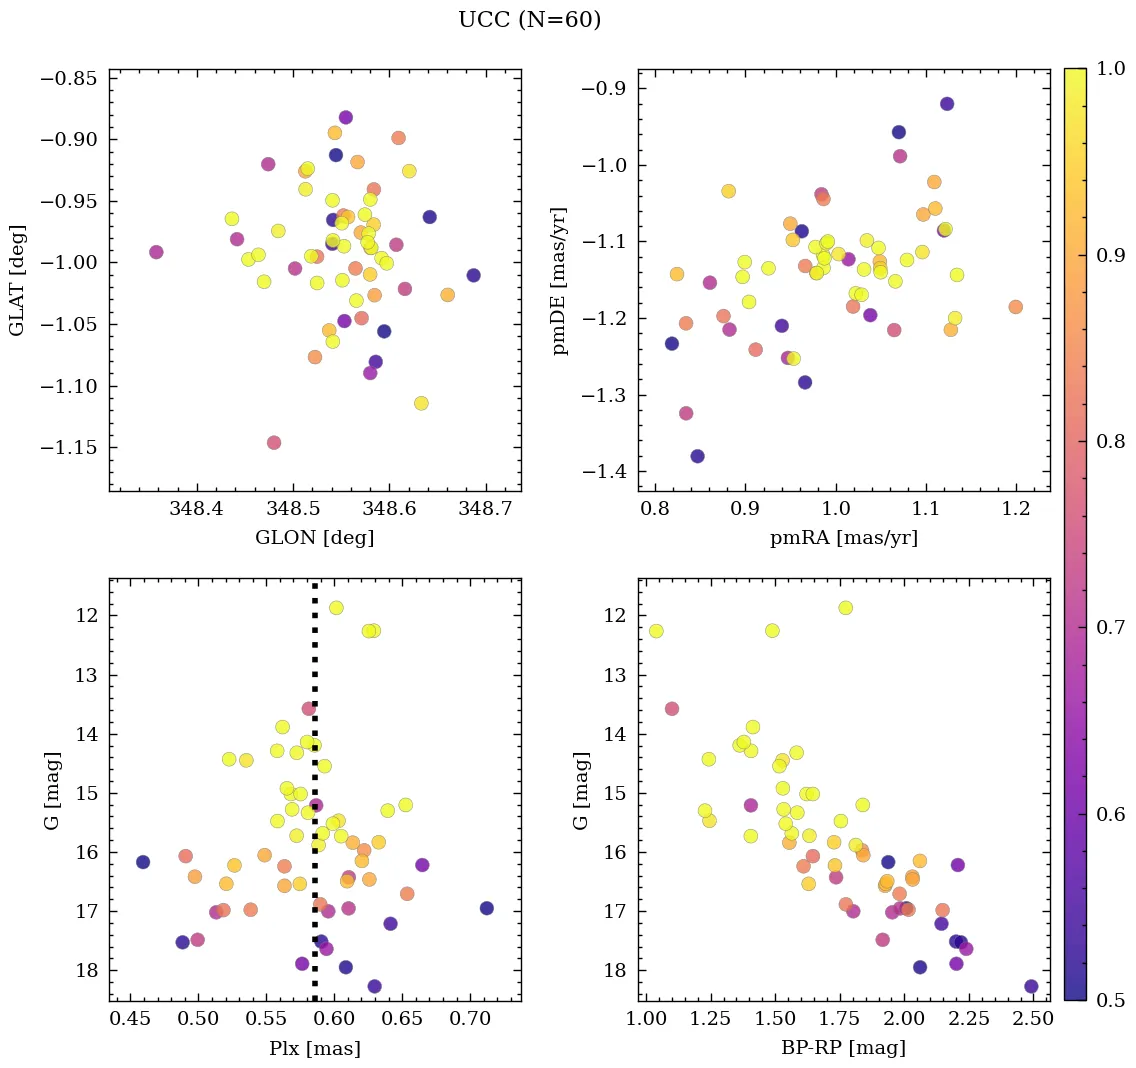 UCC (N=60)
−0.85
−0.90
−0.95
−1.00
−1.05
−1.10
−1.15
GLAT [deg]
348.4 348.5 348.6 348.7
GLON [deg]
−0.9
−1.0
−1.1
−1.2
−1.3
−1.4
pmDE [mas/yr]
0.8 0.9 1.0 1.1 1.2
pmRA [mas/yr]
12
13
14
15
16
17
18
G [mag]
0.45 0.50 0.55 0.60 0.65 0.70
Plx [mas]
12
13
14
15
16
17
18
G [mag]
1.00 1.25 1.50 1.75 2.00 2.25 2.50
BP-RP [mag]
1.0
0.9
0.8
0.7
0.6
0.5